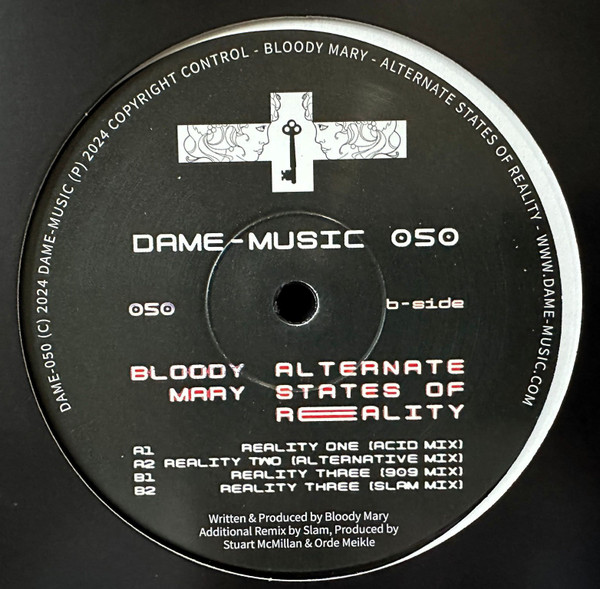 DAME-050 (C) 2024 DAME-MUSIC (P) 2024 COPYRIGHT CONTROL - BLOODY MARY - ALTERNATE STATES OF REALITY - WWW.DAME-MUSIC.COM
DAME-MUSIC 050
050 b-side
BLOODY MARY
ALTERNATE STATES OF REALITY
A1 REALITY ONE (ACID MIX)
A2 REALITY TWO (ALTERNATIVE MIX)
B1 REALITY THREE (909 MIX)
B2 REALITY THREE (SLAM MIX)
Written & Produced by Bloody Mary
Additional Remix by Slam, Produced by
Stuart McMillan & Orde Meikle